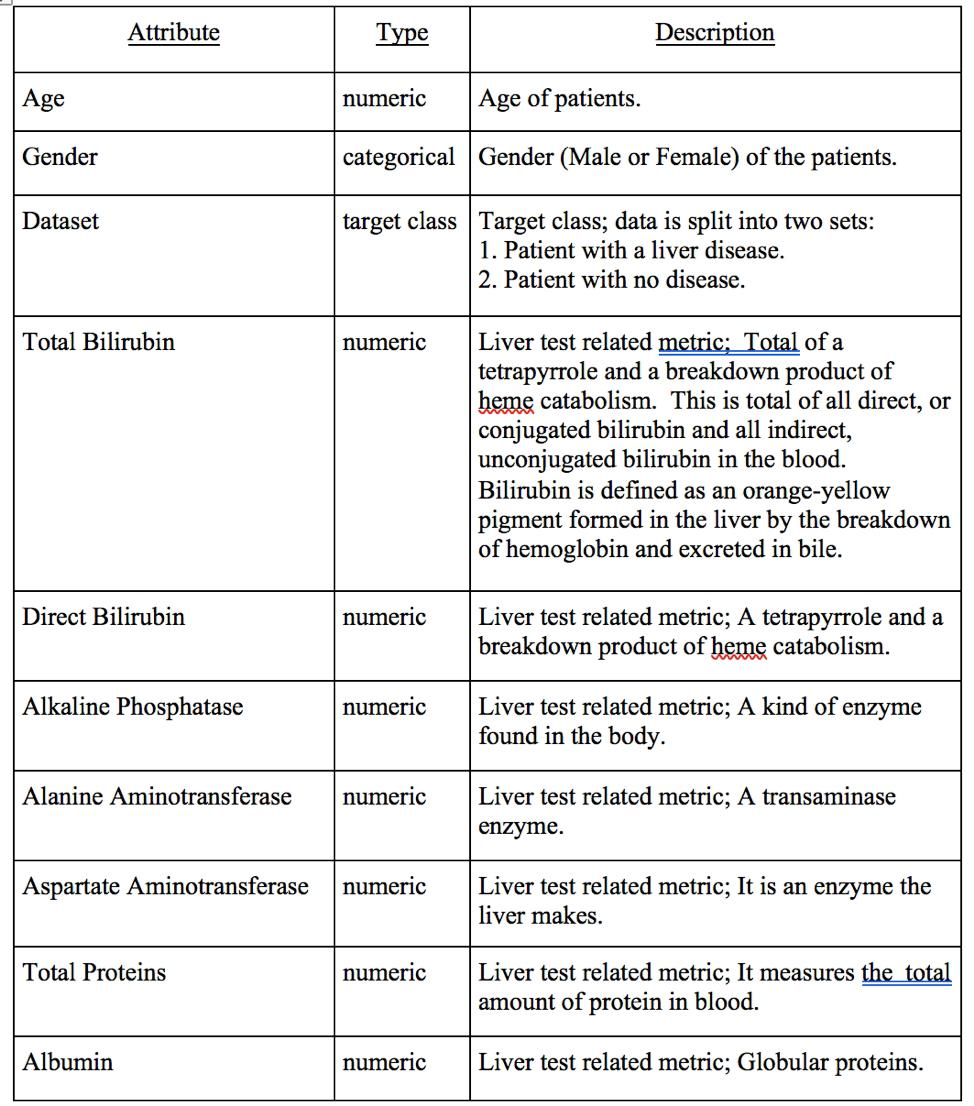 Attribute Type Description
Age numeric Age of patients.
Gender categorical Gender (Male or Female) of the patients.
Dataset target class Target class; data is split into two sets:
1. Patient with a liver disease.
2. Patient with no disease.
Total Bilirubin numeric Liver test related metric;  Total of a
tetrapyrrole and a breakdown product of
heme catabolism.  This is total of all direct, or
conjugated bilirubin and all indirect,
unconjugated bilirubin in the blood.
Bilirubin is defined as an orange-yellow
pigment formed in the liver by the breakdown
of hemoglobin and excreted in bile.
Direct Bilirubin numeric Liver test related metric; A tetrapyrrole and a
breakdown product of heme catabolism.
Alkaline Phosphatase numeric Liver test related metric; A kind of enzyme
found in the body.
Alanine Aminotransferase numeric Liver test related metric; A transaminase
enzyme.
Aspartate Aminotransferase numeric Liver test related metric; It is an enzyme the
liver makes.
Total Proteins numeric Liver test related metric; It measures the  total
amount of protein in blood.
Albumin numeric Liver test related metric; Globular proteins.